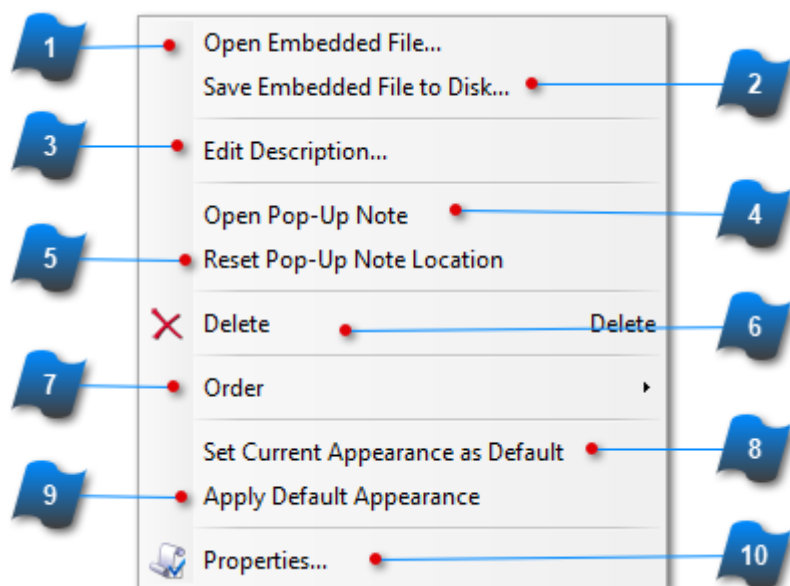 1 Open Embedded File...
Save Embedded File to Disk... 2
3 Edit Description...
Open Pop-Up Note 4
5 Reset Pop-Up Note Location
Delete Delete 6
7 Order
Set Current Appearance as Default 8
9 Apply Default Appearance
Properties... 10